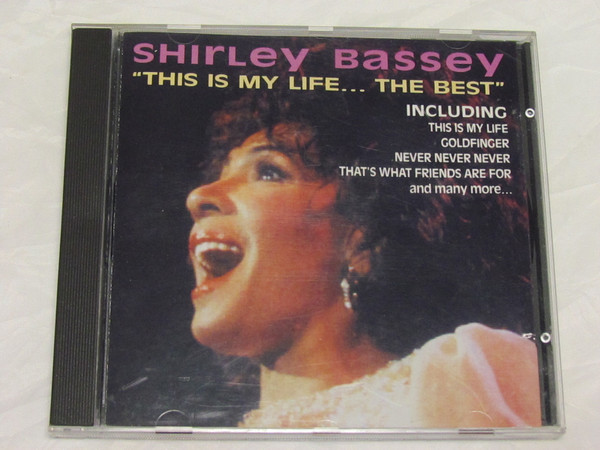 SHIRLEY BASSEY
"THIS IS MY LIFE... THE BEST"
INCLUDING
THIS IS MY LIFE
GOLDFINGER
NEVER NEVER NEVER
THAT'S WHAT FRIENDS ARE FOR
and many more...